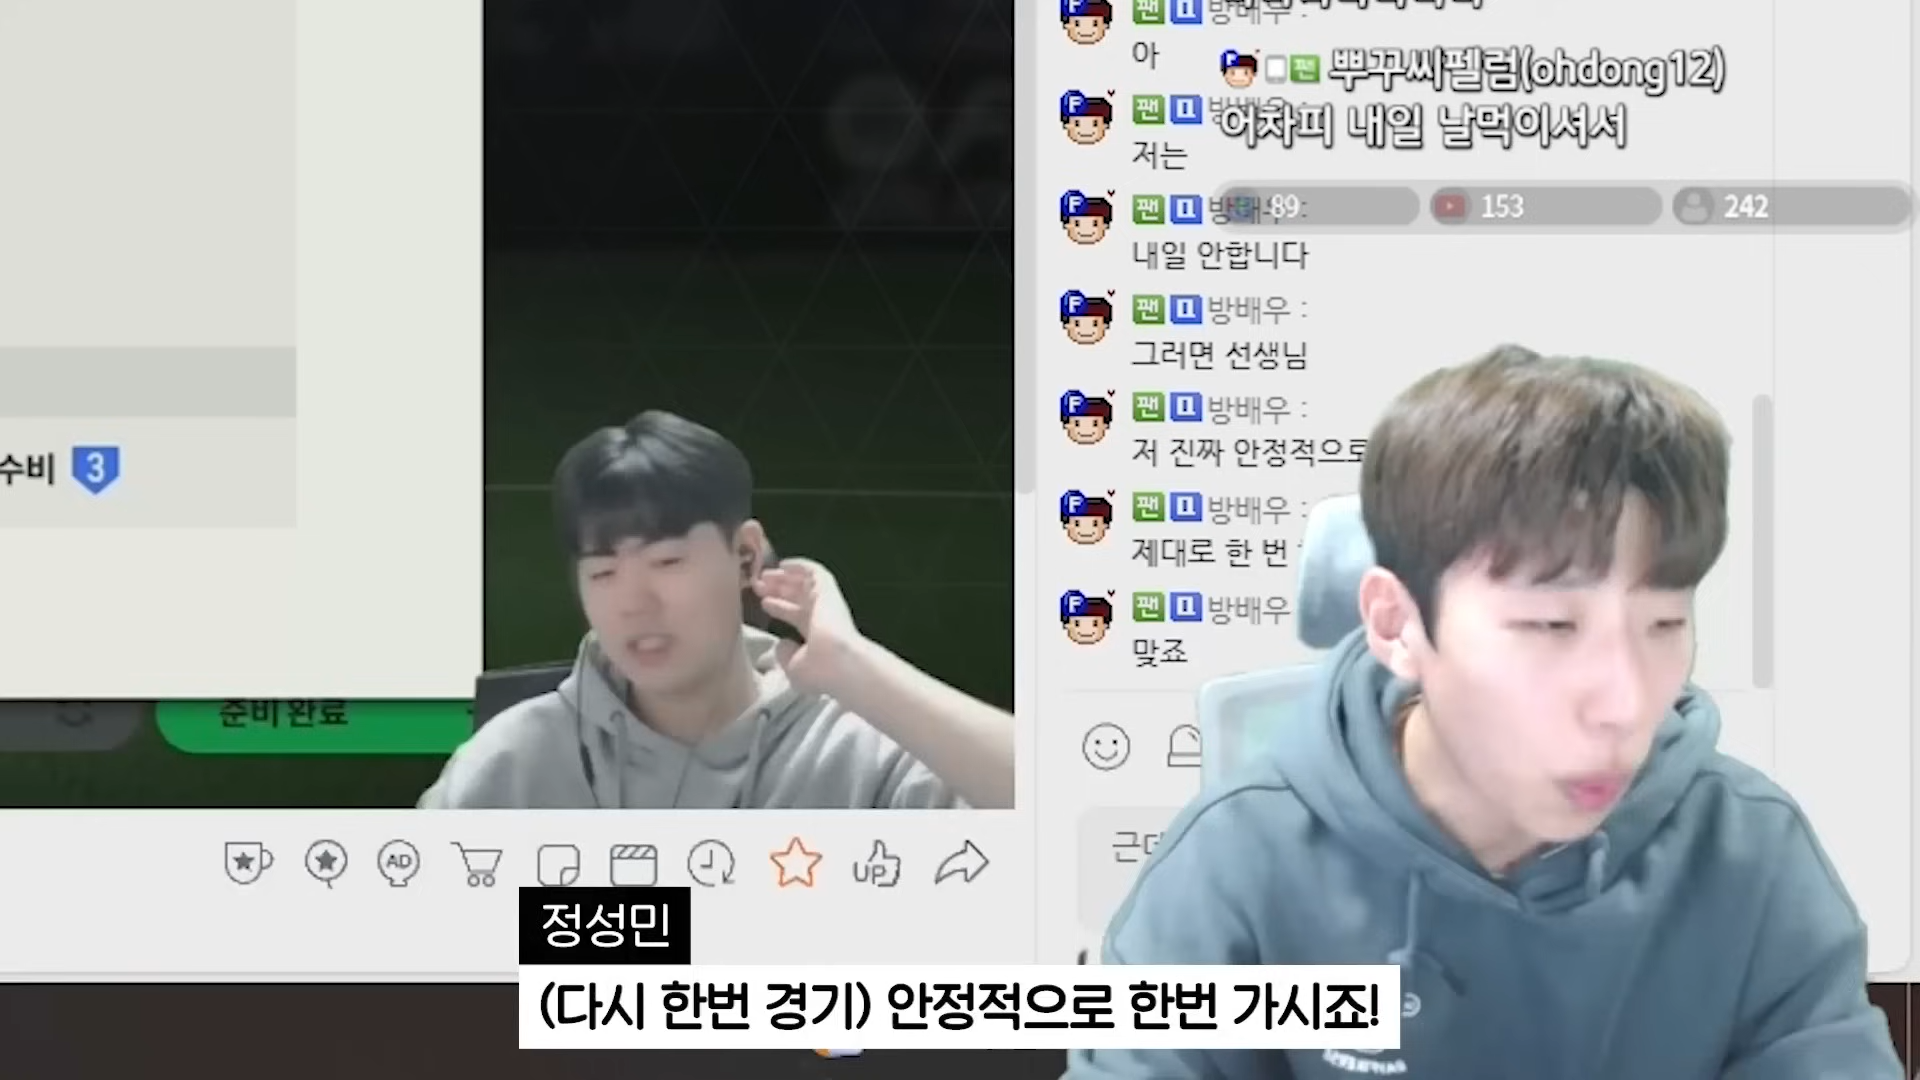 방배우 :
아
뿌꾸씨펠럼(ohdong12)
어차피 내일 날먹이셔서
저는
89
153
242
내일 안합니다
방배우 :
그러면 선생님
방배우 :
저 진짜 안정적으로
방배우 :
제대로 한 번
방배우
맞죠
수비 3
준비 완료
AD
UP
근
정성민
(다시 한번 경기) 안정적으로 한번 가시죠!